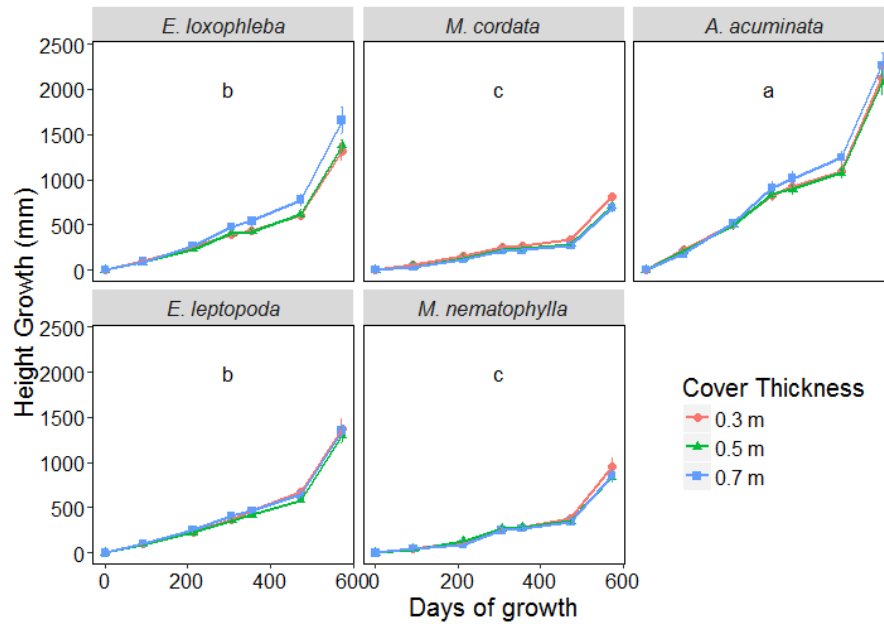 E. loxophleba
M. cordata
A. acuminata
2500
2000
1500
1000
500
0
b
c
a
E. leptopoda
M. nematophylla
2500
2000
1500
1000
500
0
b
c
Height Growth (mm)
Cover Thickness
0.3 m
0.5 m
0.7 m
0
200
400
600
0
200
400
600
Days of growth